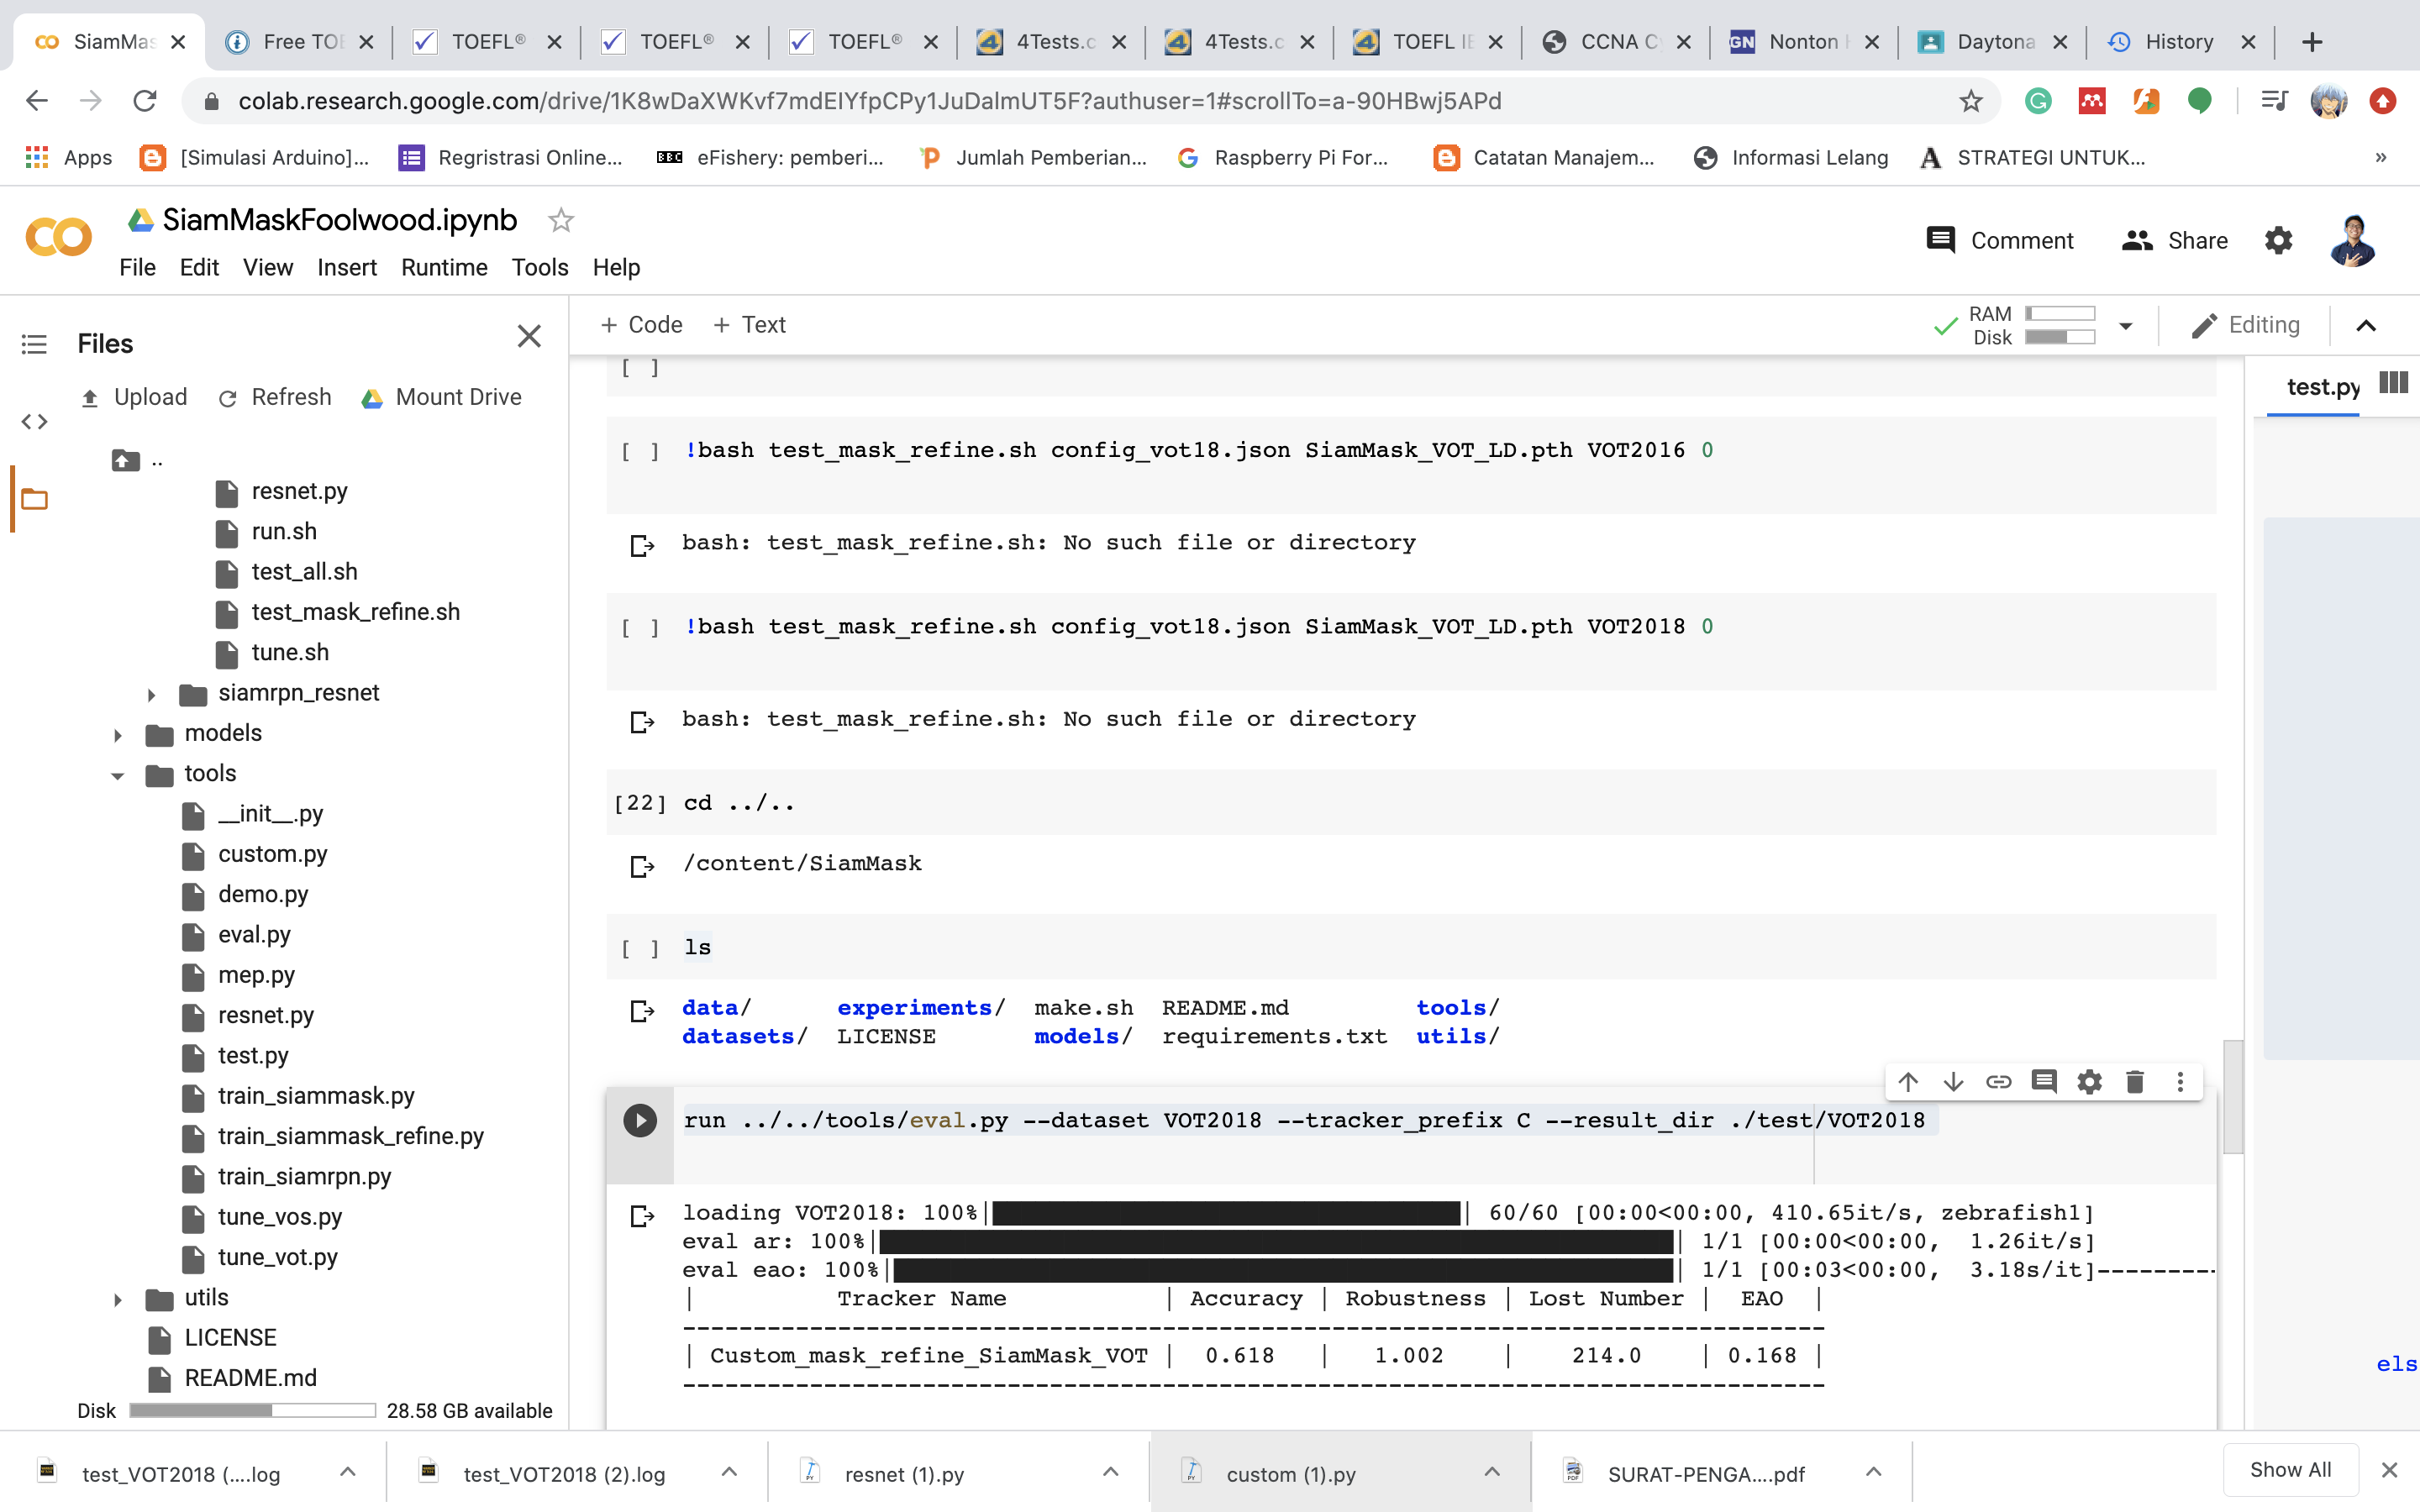 SiamMas
Free TOE
TOEFL®
TOEFL®
TOEFL®
4Tests.c
4Tests.c
TOEFL iE
CCNA C
GN Nonton
Daytona
History
colab.research.google.com/drive/1K8wDaXWKvf7mdEIYfpCPy1JuDalmUT5F?authuser=1#scrollTo=a-90HBwj5APd
Apps
[Simulasi Arduino]...
Regristrasi Online...
BBC eFishery: pemberi...
Jumlah Pemberian...
Raspberry Pi For...
Catatan Manajem...
Informasi Lelang
STRATEGI UNTUK...
»
SiamMaskFoolwood.ipynb
File Edit View Insert Runtime Tools Help
Comment
Share
Files
Upload Refresh Mount Drive
..
resnet.py
run.sh
test_all.sh
test_mask_refine.sh
tune.sh
siamrpn_resnet
models
tools
__init__.py
custom.py
demo.py
eval.py
mep.py
resnet.py
test.py
train_siammask.py
train_siammask_refine.py
train_siamrpn.py
tune_vos.py
tune_vot.py
utils
LICENSE
README.md
Disk 28.58 GB available
+ Code + Text
RAM
Disk
Editing
[ ]
[ ] !bash test_mask_refine.sh config_vot18.json SiamMask_VOT_LD.pth VOT2016 0
bash: test_mask_refine.sh: No such file or directory
[ ] !bash test_mask_refine.sh config_vot18.json SiamMask_VOT_LD.pth VOT2018 0
bash: test_mask_refine.sh: No such file or directory
[22] cd ../..
/content/SiamMask
[ ] ls
data/ experiments/ make.sh README.md tools/
datasets/ LICENSE models/ requirements.txt utils/
run ../../tools/eval.py --dataset VOT2018 --tracker_prefix C --result_dir ./test/VOT2018
loading VOT2018: 100%| | 60/60 [00:00<00:00, 410.65it/s, zebrafish1]
eval ar: 100%| | 1/1 [00:00<00:00, 1.26it/s]
eval eao: 100%| | 1/1 [00:03<00:00, 3.18s/it]----------
| Tracker Name | Accuracy | Robustness | Lost Number | EAO |
---------------------------------------------------------------------------------
| Custom_mask_refine_SiamMask_VOT | 0.618 | 1.002 | 214.0 | 0.168 |
---------------------------------------------------------------------------------
test.py
els
test_VOT2018 (....log
test_VOT2018 (2).log
resnet (1).py
custom (1).py
SURAT-PENGA....pdf
Show All